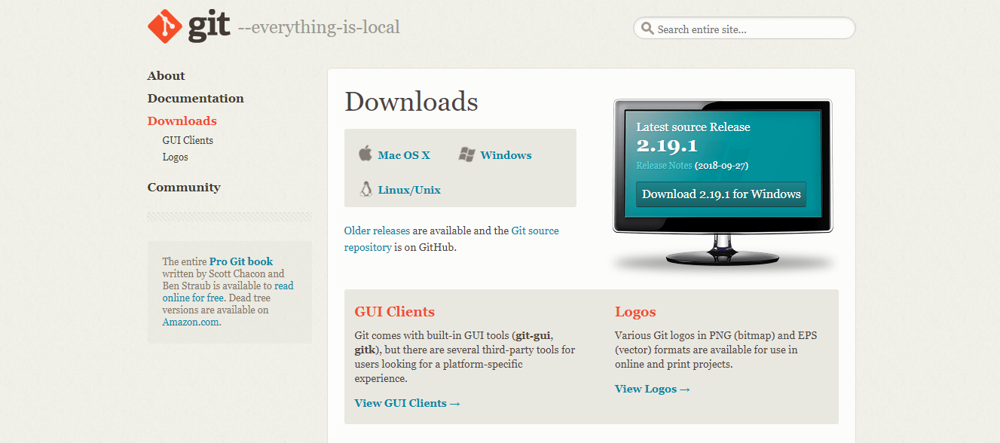 git --everything-is-local
Search entire site...
About
Documentation
Downloads
GUI Clients
Logos
Community
The entire Pro Git book
written by Scott Chacon and
Ben Straub is available to read
online for free. Dead tree
versions are available on
Amazon.com.
Downloads
Mac OS X
Windows
Linux/Unix
Older releases are available and the Git source
repository is on GitHub.
Latest source Release
2.19.1
Release Notes (2018-09-27)
Download 2.19.1 for Windows
GUI Clients
Git comes with built-in GUI tools (git-gui,
gitk), but there are several third-party tools for
users looking for a platform-specific
experience.
View GUI Clients →
Logos
Various Git logos in PNG (bitmap) and EPS
(vector) formats are available for use in
online and print projects.
View Logos →